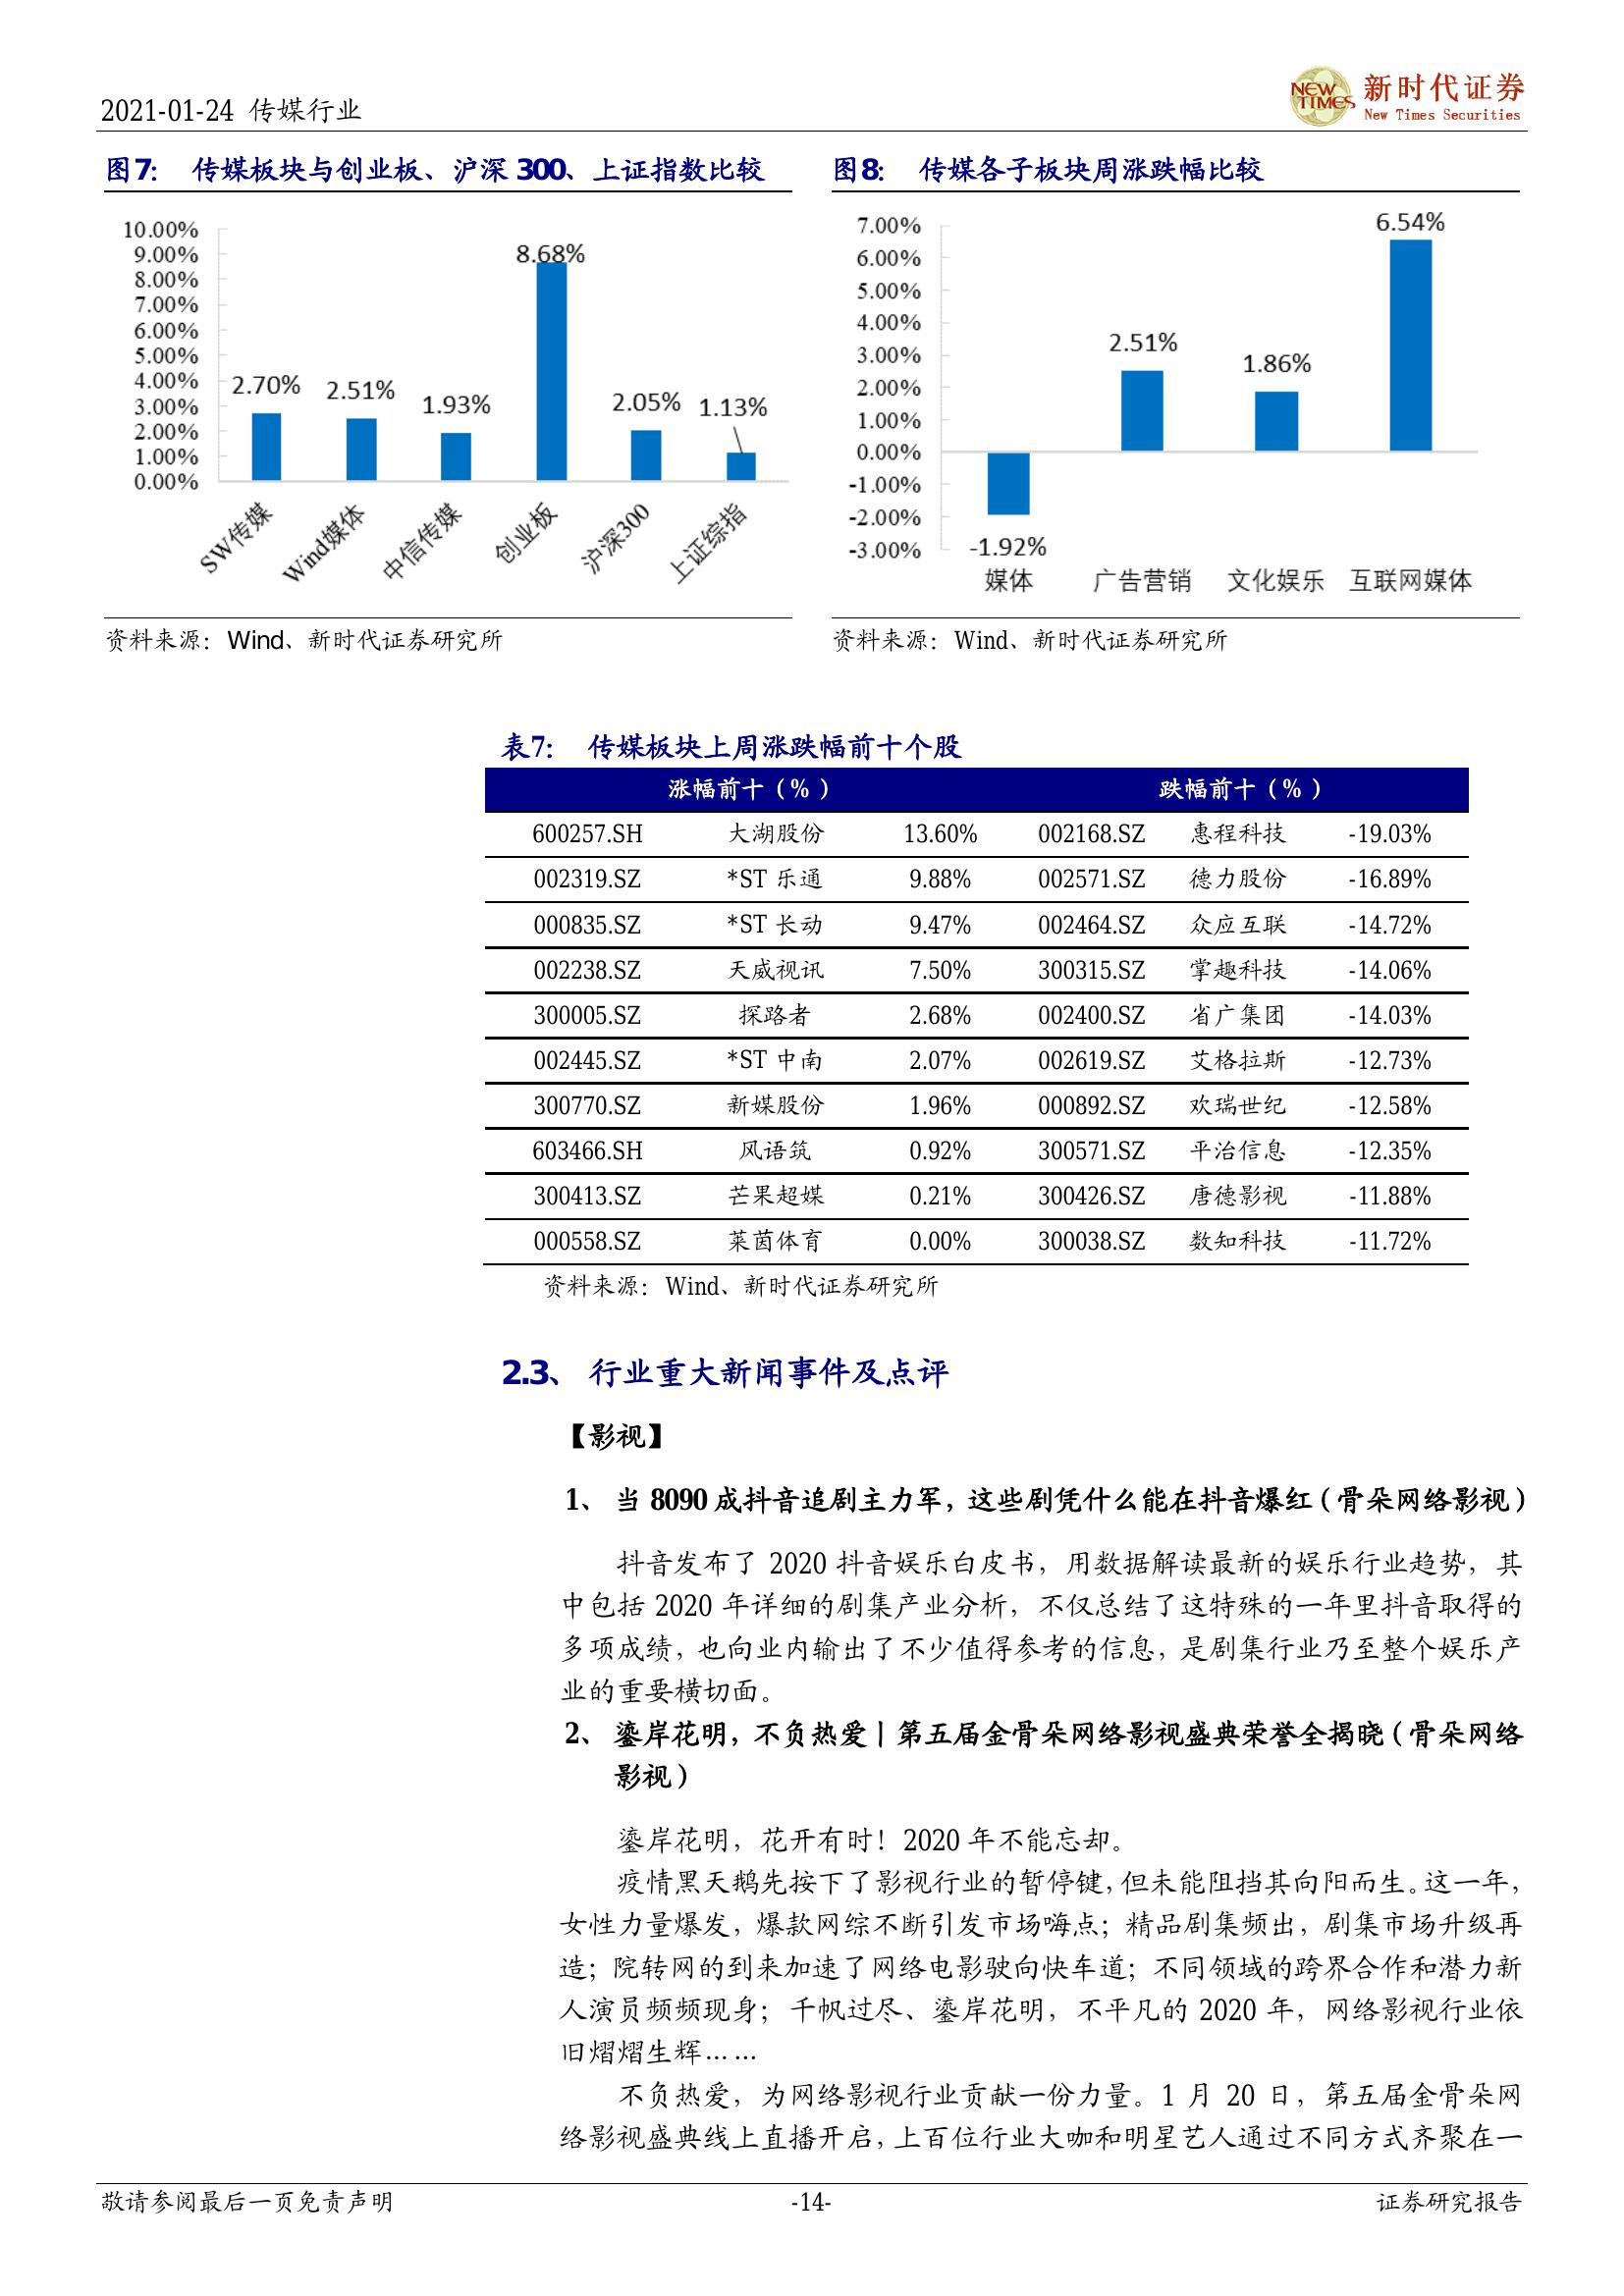 2021-01-24 传媒行业
NEW TIMES
新时代证券
New Times Securities
图7: 传媒板块与创业板、沪深 300、上证指数比较
10.00%
9.00%
8.00%
7.00%
6.00%
5.00%
4.00%
3.00%
2.00%
1.00%
0.00%
2.70% 2.51% 1.93% 8.68% 2.05% 1.13%
SW传媒 Wind媒体 中信传媒 创业板 沪深300 上证综指
资料来源：Wind、新时代证券研究所
图8: 传媒各子板块周涨跌幅比较
7.00%
6.00%
5.00%
4.00%
3.00%
2.00%
1.00%
0.00%
-1.00%
-2.00%
-3.00%
-1.92% 2.51% 1.86% 6.54%
媒体 广告营销 文化娱乐 互联网媒体
资料来源：Wind、新时代证券研究所
表7: 传媒板块上周涨跌幅前十个股
涨幅前十（%） 跌幅前十（%）
600257.SH 大湖股份 13.60% 002168.SZ 惠程科技 -19.03%
002319.SZ *ST 乐通 9.88% 002571.SZ 德力股份 -16.89%
000835.SZ *ST 长动 9.47% 002464.SZ 众应互联 -14.72%
002238.SZ 天威视讯 7.50% 300315.SZ 掌趣科技 -14.06%
300005.SZ 探路者 2.68% 002400.SZ 省广集团 -14.03%
002445.SZ *ST 中南 2.07% 002619.SZ 艾格拉斯 -12.73%
300770.SZ 新媒股份 1.96% 000892.SZ 欢瑞世纪 -12.58%
603466.SH 风语筑 0.92% 300571.SZ 平治信息 -12.35%
300413.SZ 芒果超媒 0.21% 300426.SZ 唐德影视 -11.88%
000558.SZ 莱茵体育 0.00% 300038.SZ 数知科技 -11.72%
资料来源：Wind、新时代证券研究所
2.3、 行业重大新闻事件及点评
【影视】
1、 当 8090 成抖音追剧主力军，这些剧凭什么能在抖音爆红（骨朵网络影视）
抖音发布了 2020 抖音娱乐白皮书，用数据解读最新的娱乐行业趋势，其
中包括 2020 年详细的剧集产业分析，不仅总结了这特殊的一年里抖音取得的
多项成绩，也向业内输出了不少值得参考的信息，是剧集行业乃至整个娱乐产
业的重要横切面。
2、 鎏岸花明，不负热爱丨第五届金骨朵网络影视盛典荣誉全揭晓（骨朵网络
影视）
鎏岸花明，花开有时！2020 年不能忘却。
疫情黑天鹅先按下了影视行业的暂停键，但未能阻挡其向阳而生。这一年，
女性力量爆发，爆款网综不断引发市场嗨点；精品剧集频出，剧集市场升级再
造；院转网的到来加速了网络电影驶向快车道；不同领域的跨界合作和潜力新
人演员频频现身；千帆过尽、鎏岸花明，不平凡的 2020 年，网络影视行业依
旧熠熠生辉……
不负热爱，为网络影视行业贡献一份力量。1 月 20 日，第五届金骨朵网
络影视盛典线上直播开启，上百位行业大咖和明星艺人通过不同方式齐聚在一
敬请参阅最后一页免责声明 -14- 证券研究报告